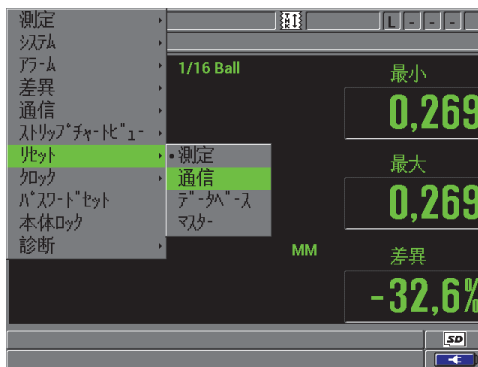 測定
システム
アラーム
差異
通信
ストリップチャートビュー
リセット
クロック
パスワードセット
本体ロック
診断
測定
通信
データベース
マスター
1/16 Ball
MM
L - - -
最小
0,269
最大
0,269
差異
-32,6%
SD